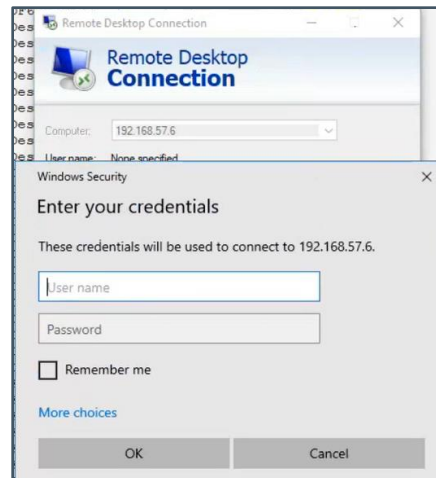 Remote Desktop Connection
Remote Desktop
Connection
Computer: 192.168.57.6
User name: None specified
Windows Security
Enter your credentials
These credentials will be used to connect to 192.168.57.6.
User name
Password
Remember me
More choices
OK Cancel